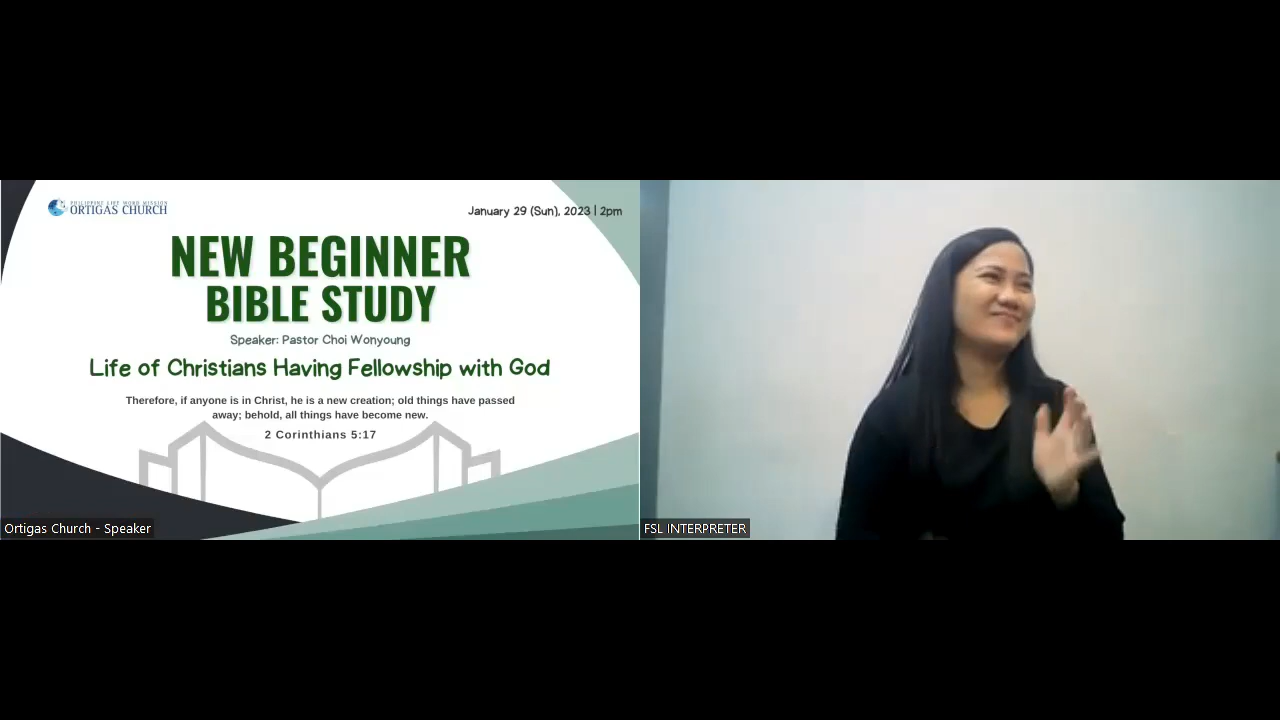 PHILIPPINE LIFE WORD MISSION
ORTIGAS CHURCH
January 29 (Sun), 2023 | 2pm
NEW BEGINNER
BIBLE STUDY
Speaker: Pastor Choi Wonyoung
Life of Christians Having Fellowship with God
Therefore, if anyone is in Christ, he is a new creation; old things have passed
away; behold, all things have become new.
2 Corinthians 5:17
Ortigas Church - Speaker
FSL INTERPRETER